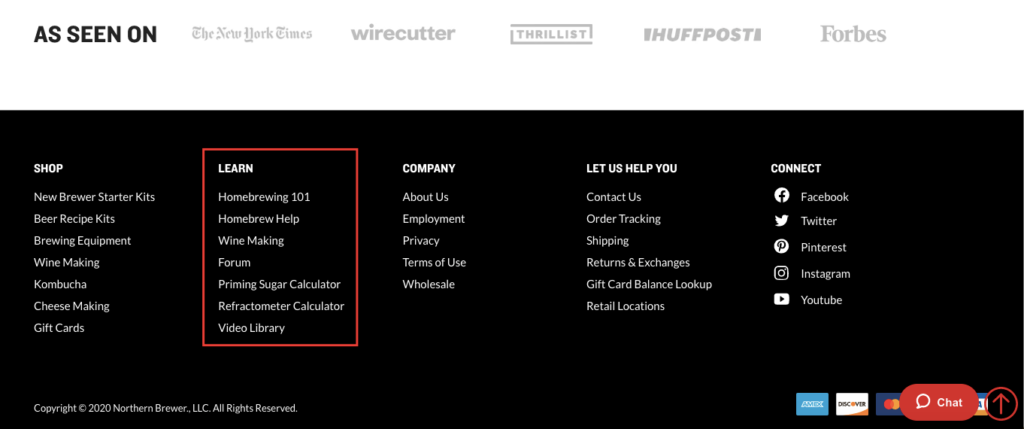 AS SEEN ON
The New York Times
wirecutter
THRILLIST
HUFFPOST
Forbes
SHOP
New Brewer Starter Kits
Beer Recipe Kits
Brewing Equipment
Wine Making
Kombucha
Cheese Making
Gift Cards
LEARN
Homebrewing 101
Homebrew Help
Wine Making
Forum
Priming Sugar Calculator
Refractometer Calculator
Video Library
COMPANY
About Us
Employment
Privacy
Terms of Use
Wholesale
LET US HELP YOU
Contact Us
Order Tracking
Shipping
Returns & Exchanges
Gift Card Balance Lookup
Retail Locations
CONNECT
Facebook
Twitter
Pinterest
Instagram
Youtube
Copyright © 2020 Northern Brewer., LLC. All Rights Reserved.
AMEX
DISCOVER
Chat